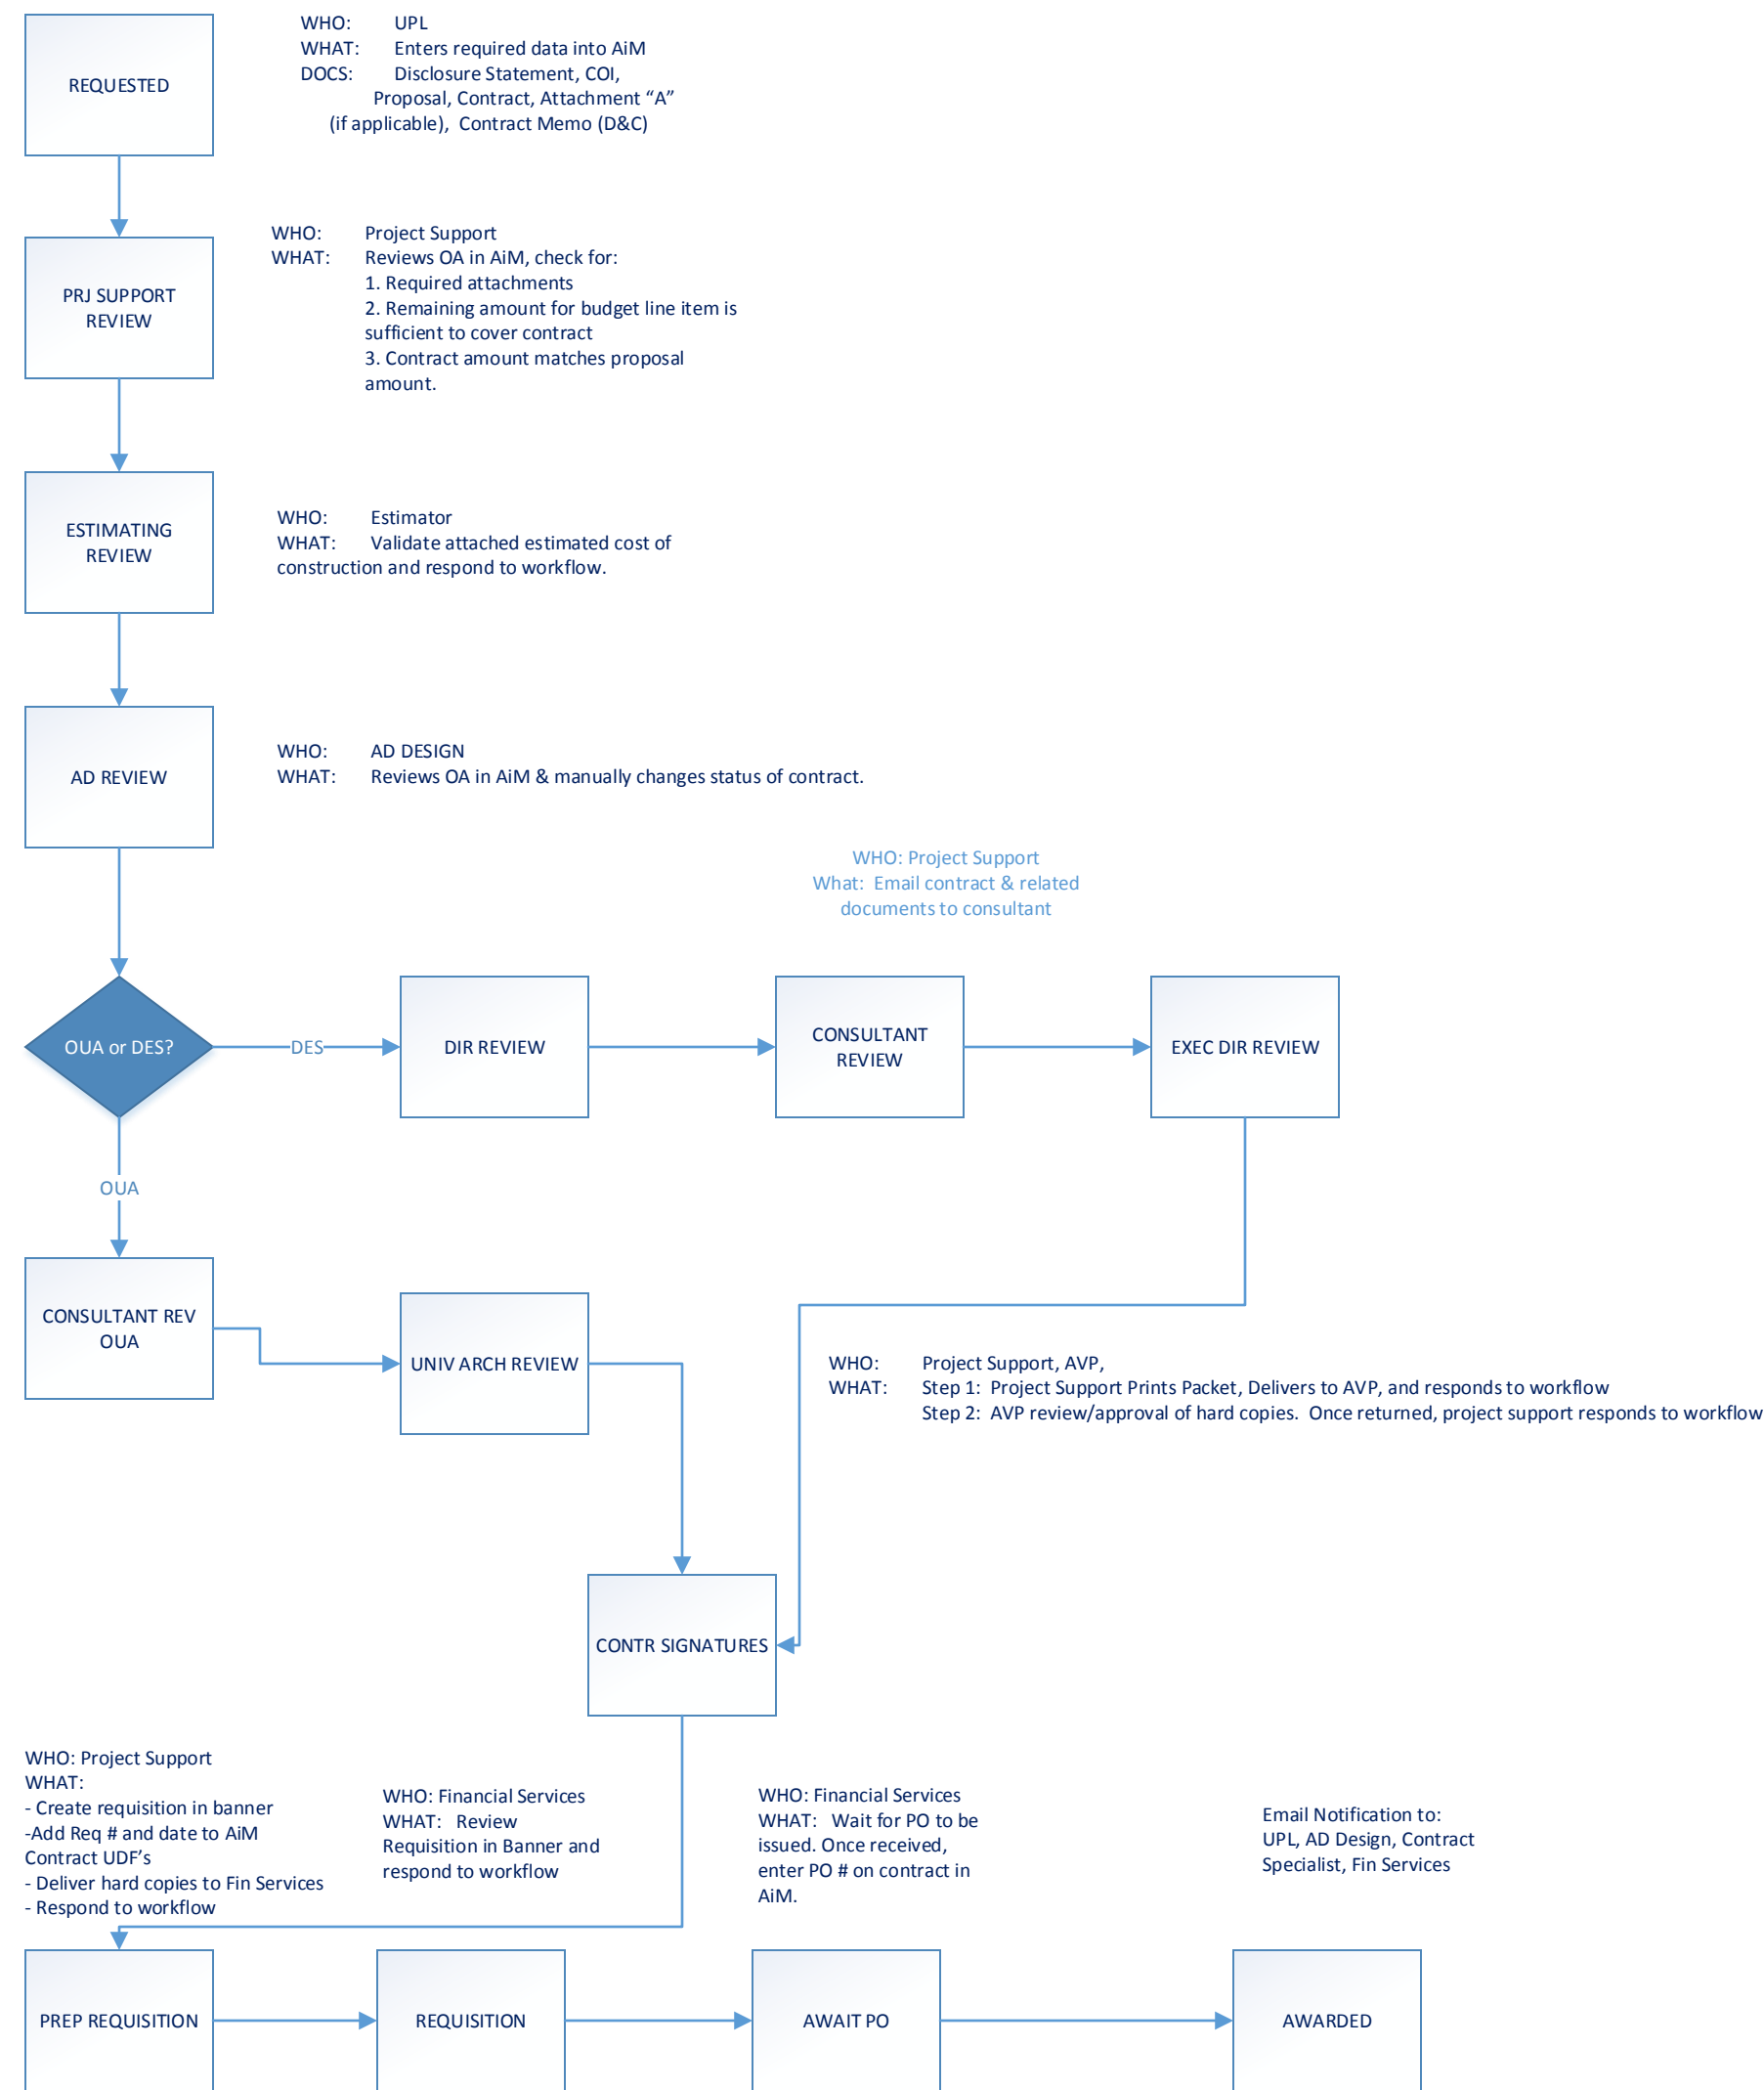 REQUESTED
WHO: UPL
WHAT: Enters required data into AiM
DOCS: Disclosure Statement, COI,
Proposal, Contract, Attachment “A”
(if applicable), Contract Memo (D&C)
PRJ SUPPORT
REVIEW
WHO: Project Support
WHAT: Reviews OA in AiM, check for:
1. Required attachments
2. Remaining amount for budget line item is
sufficient to cover contract
3. Contract amount matches proposal
amount.
ESTIMATING
REVIEW
WHO: Estimator
WHAT: Validate attached estimated cost of
construction and respond to workflow.
AD REVIEW
WHO: AD DESIGN
WHAT: Reviews OA in AiM & manually changes status of contract.
WHO: Project Support
What: Email contract & related
documents to consultant
OUA or DES?
DES
DIR REVIEW
CONSULTANT
REVIEW
EXEC DIR REVIEW
OUA
CONSULTANT REV
OUA
UNIV ARCH REVIEW
WHO: Project Support, AVP,
WHAT: Step 1: Project Support Prints Packet, Delivers to AVP, and responds to workflow
Step 2: AVP review/approval of hard copies. Once returned, project support responds to workflow
CONTR SIGNATURES
WHO: Project Support
WHAT:
- Create requisition in banner
-Add Req # and date to AiM
Contract UDF’s
- Deliver hard copies to Fin Services
- Respond to workflow
WHO: Financial Services
WHAT: Review
Requisition in Banner and
respond to workflow
WHO: Financial Services
WHAT: Wait for PO to be
issued. Once received,
enter PO # on contract in
AiM.
Email Notification to:
UPL, AD Design, Contract
Specialist, Fin Services
PREP REQUISITION
REQUISITION
AWAIT PO
AWARDED